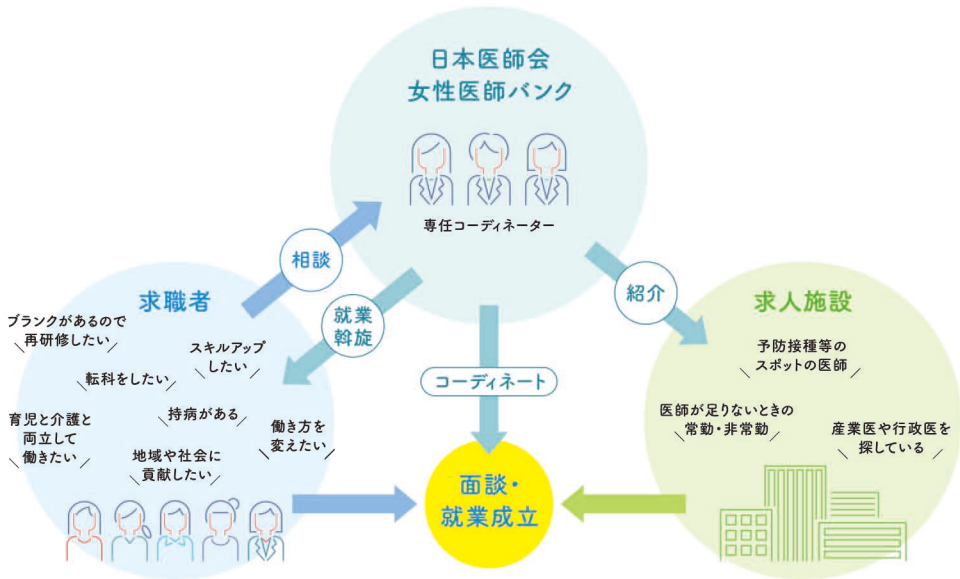 日本医師会
女性医師バンク
専任コーディネーター
相談
就業
斡旋
紹介
コーディネート
求職者
ブランクがあるので
再研修したい
スキルアップ
したい
転科をしたい
持病がある
育児と介護と
両立して
働きたい
働き方を
変えたい
地域や社会に
貢献したい
求人施設
予防接種等の
スポットの医師
医師が足りないときの
常勤・非常勤
産業医や行政医を
探している
面談・
就業成立